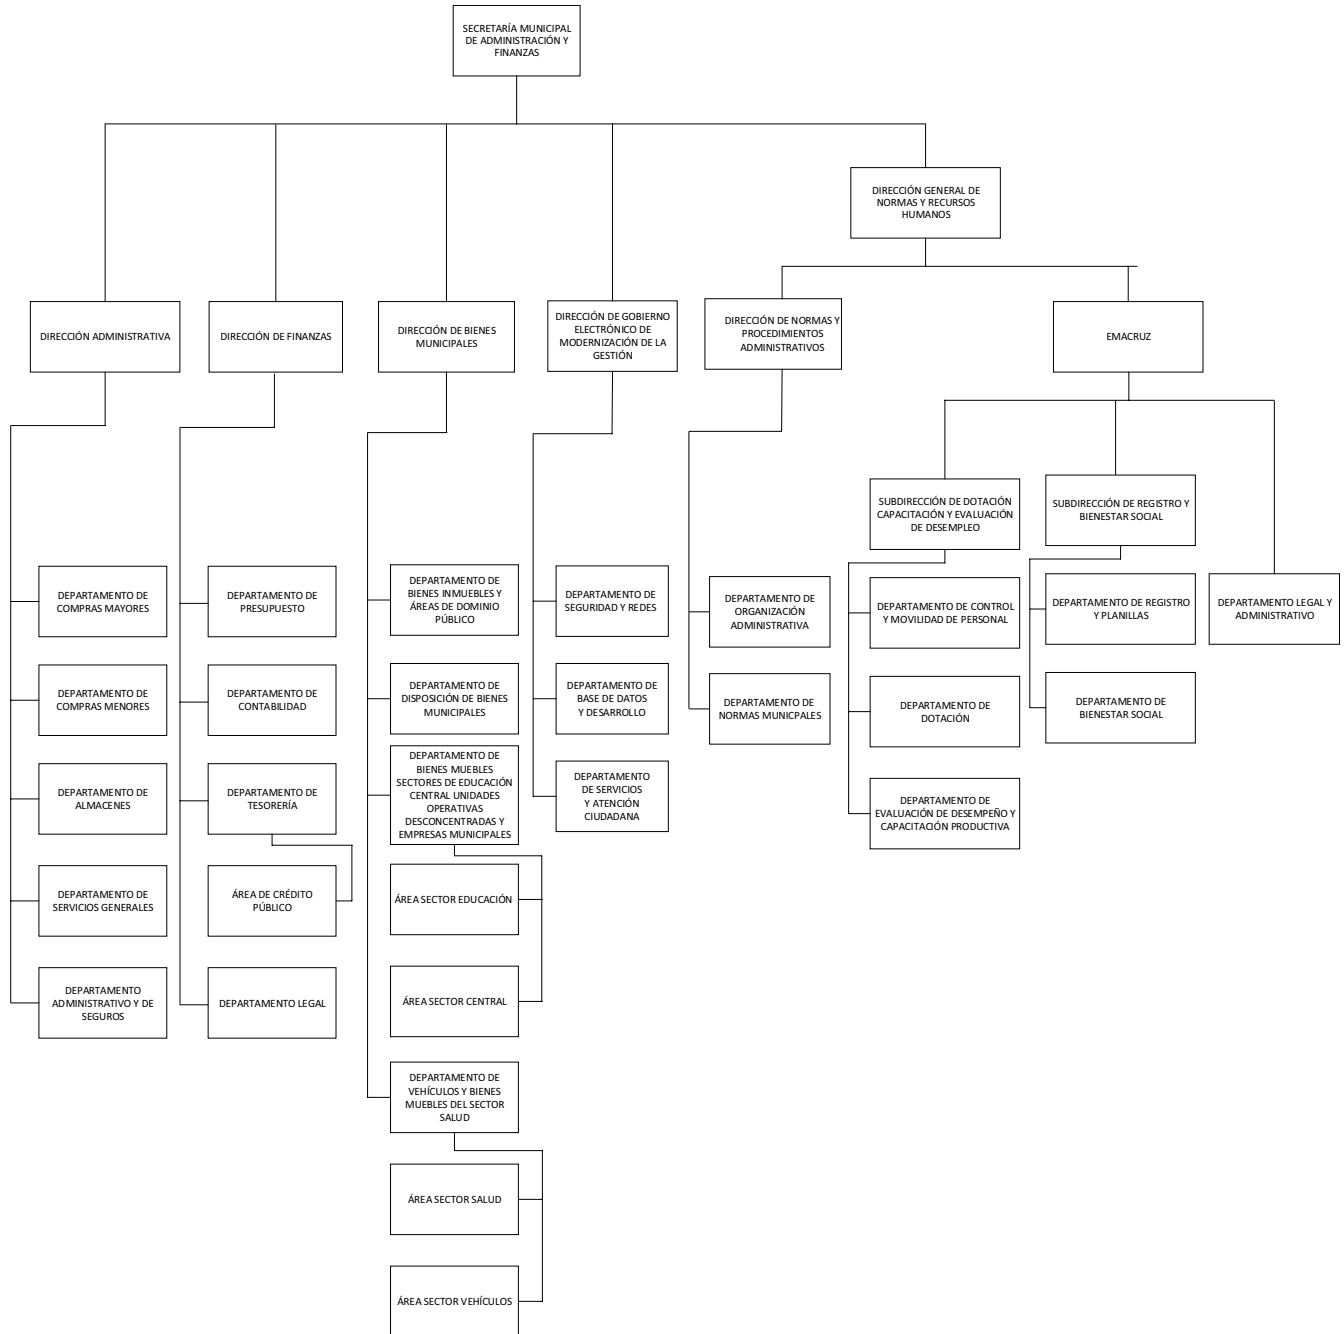 SECRETARÍA MUNICIPAL
DE ADMINISTRACIÓN Y
FINANZAS
DIRECCIÓN GENERAL DE
NORMAS Y RECURSOS
HUMANOS
DIRECCIÓN ADMINISTRATIVA
DIRECCIÓN DE FINANZAS
DIRECCIÓN DE BIENES
MUNICIPALES
DIRECCIÓN DE GOBIERNO
ELECTRÓNICO DE
MODERNIZACIÓN DE LA
GESTIÓN
DIRECCIÓN DE NORMAS Y
PROCEDIMIENTOS
ADMINISTRATIVOS
EMACRUZ
SUBDIRECCIÓN DE DOTACIÓN
CAPACITACIÓN Y EVALUACIÓN
DE DESEMPLEO
SUBDIRECCIÓN DE REGISTRO Y
BIENESTAR SOCIAL
DEPARTAMENTO DE
COMPRAS MAYORES
DEPARTAMENTO DE
PRESUPUESTO
DEPARTAMENTO DE
BIENES INMUEBLES Y
ÁREAS DE DOMINIO
PÚBLICO
DEPARTAMENTO DE
SEGURIDAD Y REDES
DEPARTAMENTO DE
ORGANIZACIÓN
ADMINISTRATIVA
DEPARTAMENTO DE CONTROL
Y MOVILIDAD DE PERSONAL
DEPARTAMENTO DE REGISTRO
Y PLANILLAS
DEPARTAMENTO LEGAL Y
ADMINISTRATIVO
DEPARTAMENTO DE
COMPRAS MENORES
DEPARTAMENTO DE
CONTABILIDAD
DEPARTAMENTO DE
DISPOSICIÓN DE BIENES
MUNICIPALES
DEPARTAMENTO DE
BASE DE DATOS
Y DESARROLLO
DEPARTAMENTO DE
NORMAS MUNICPALES
DEPARTAMENTO DE
DOTACIÓN
DEPARTAMENTO DE
BIENESTAR SOCIAL
DEPARTAMENTO DE
ALMACENES
DEPARTAMENTO DE
TESORERÍA
DEPARTAMENTO DE
BIENES MUEBLES
SECTORES DE EDUCACIÓN
CENTRAL UNIDADES
OPERATIVAS
DESCONCENTRADAS Y
EMPRESAS MUNICIPALES
DEPARTAMENTO
DE SERVICIOS
Y ATENCIÓN
CIUDADANA
DEPARTAMENTO DE
EVALUACIÓN DE DESEMPEÑO Y
CAPACITACIÓN PRODUCTIVA
DEPARTAMENTO DE
SERVICIOS GENERALES
ÁREA DE CRÉDITO
PÚBLICO
ÁREA SECTOR EDUCACIÓN
DEPARTAMENTO
ADMINISTRATIVO Y DE
SEGUROS
DEPARTAMENTO LEGAL
ÁREA SECTOR CENTRAL
DEPARTAMENTO DE
VEHÍCULOS Y BIENES
MUEBLES DEL SECTOR
SALUD
ÁREA SECTOR SALUD
ÁREA SECTOR VEHÍCULOS